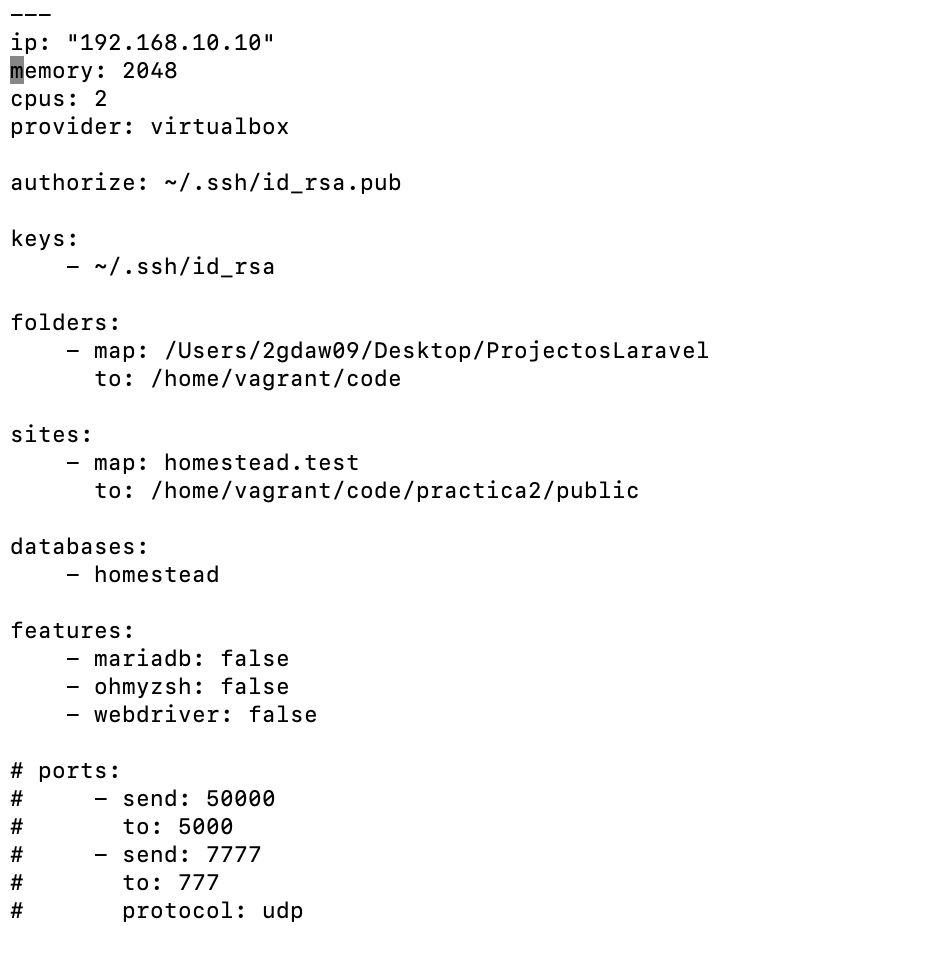 ---
ip: "192.168.10.10"
memory: 2048
cpus: 2
provider: virtualbox

authorize: ~/.ssh/id_rsa.pub

keys:
    - ~/.ssh/id_rsa

folders:
    - map: /Users/2gdaw09/Desktop/ProjectosLaravel
      to: /home/vagrant/code

sites:
    - map: homestead.test
      to: /home/vagrant/code/practica2/public

databases:
    - homestead

features:
    - mariadb: false
    - ohmyzsh: false
    - webdriver: false

# ports:
#     - send: 50000
#       to: 5000
#     - send: 7777
#       to: 777
#       protocol: udp